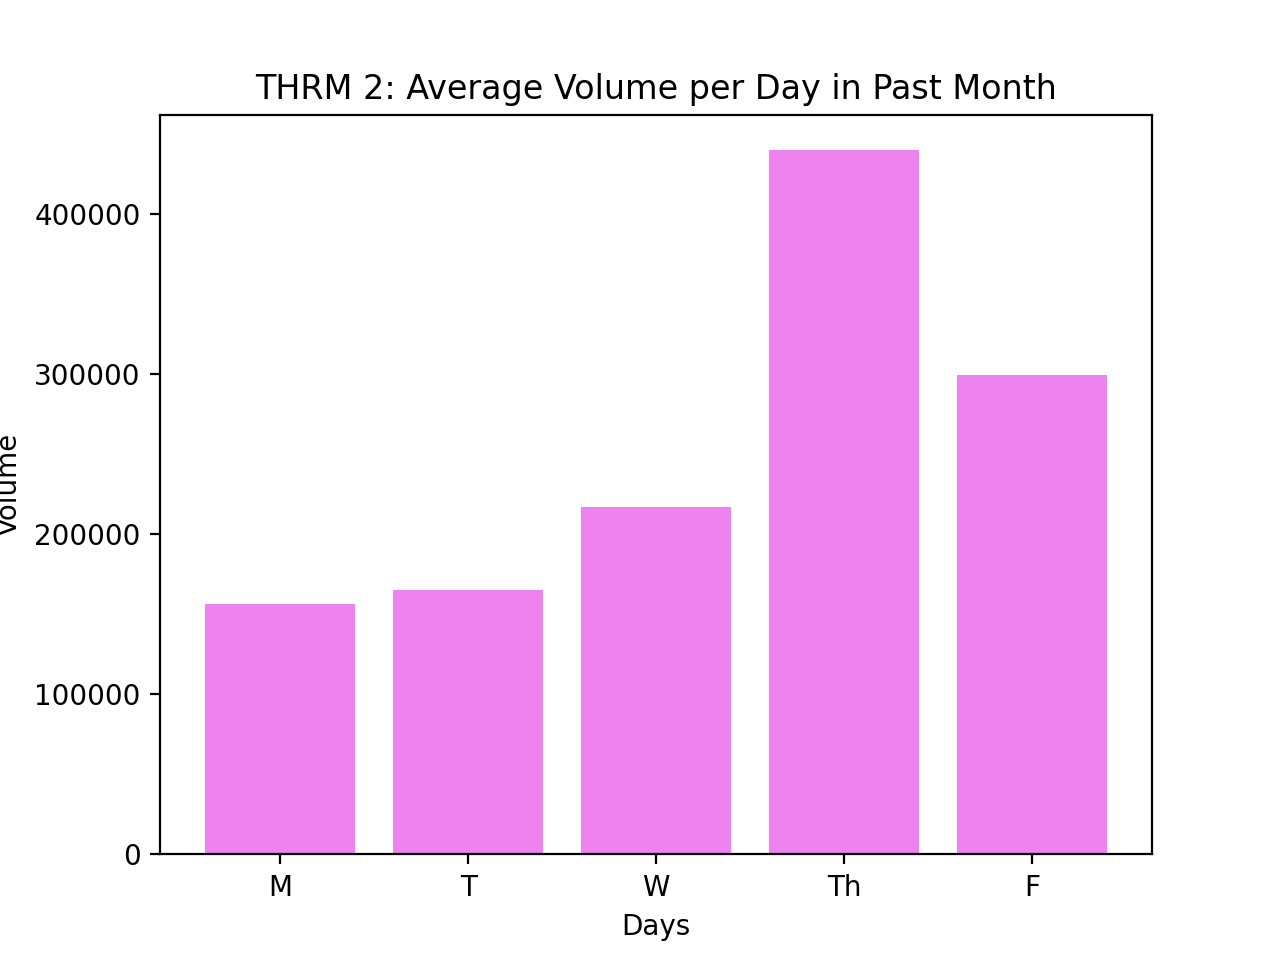 THRM 2: Average Volume per Day in Past Month
Volume
400000
300000
200000
100000
0
M T W Th F
Days